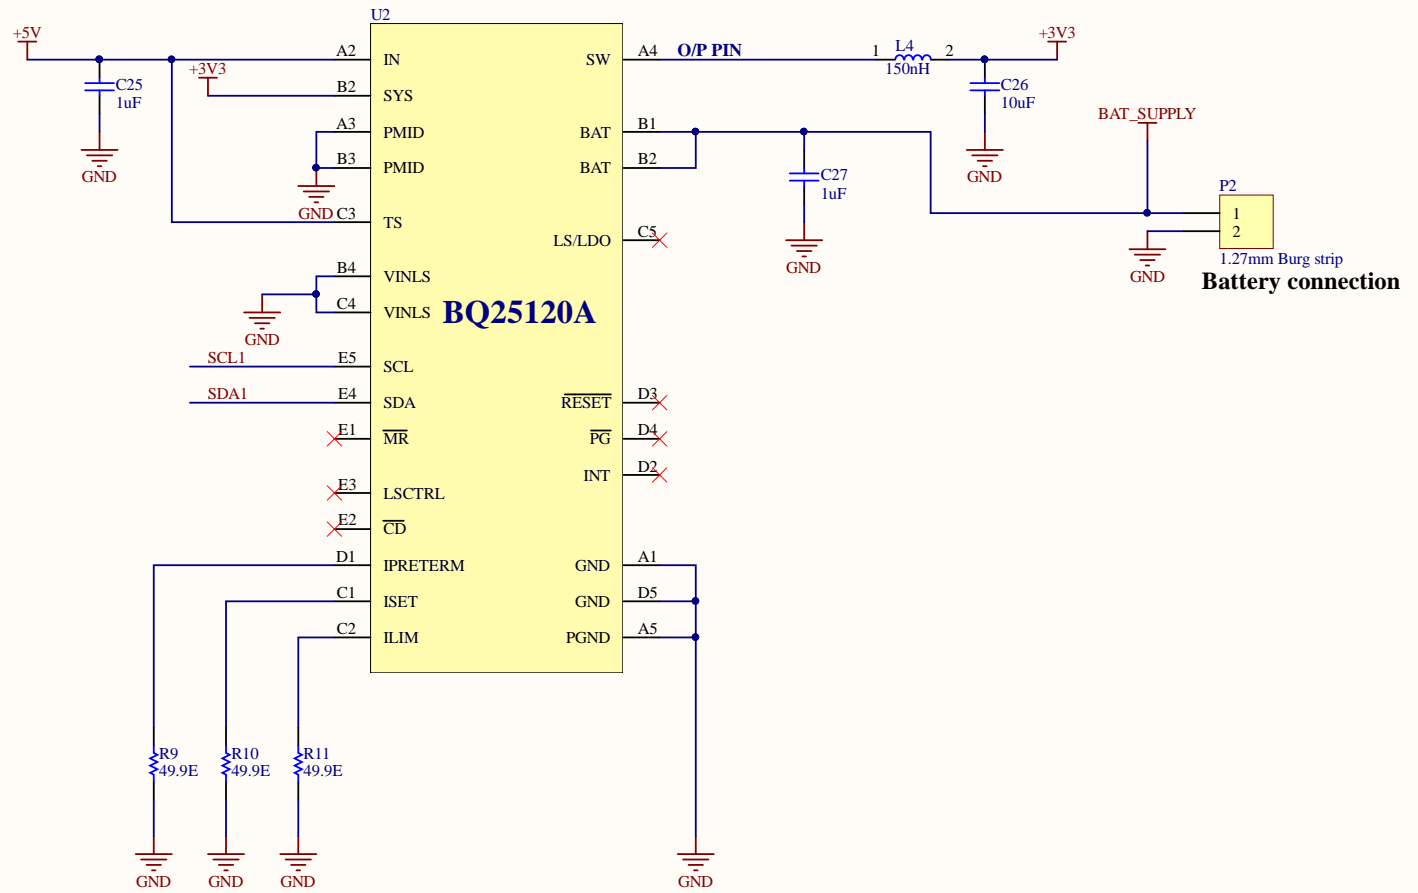 U2
+5V
A2
IN
SW
A4
O/P PIN
1
L4
2
+3V3
150nH
C25
1uF
+3V3
B2
SYS
C26
10uF
GND
A3
PMID
BAT
B1
BAT_SUPPLY
B3
PMID
BAT
B2
C27
1uF
GND
GND
C3
TS
P2
1
2
LS/LDO
C5
GND
1.27mm Burg strip
GND
Battery connection
B4
VINLS
C4
VINLS
BQ25120A
GND
SCL1
E5
SCL
SDA1
E4
SDA
RESET
D3
E1
MR
PG
D4
INT
D2
E3
LSCTRL
E2
CD
D1
IPRETERM
GND
A1
C1
ISET
GND
D5
C2
ILIM
PGND
A5
R9
49.9E
R10
49.9E
R11
49.9E
GND
GND
GND
GND